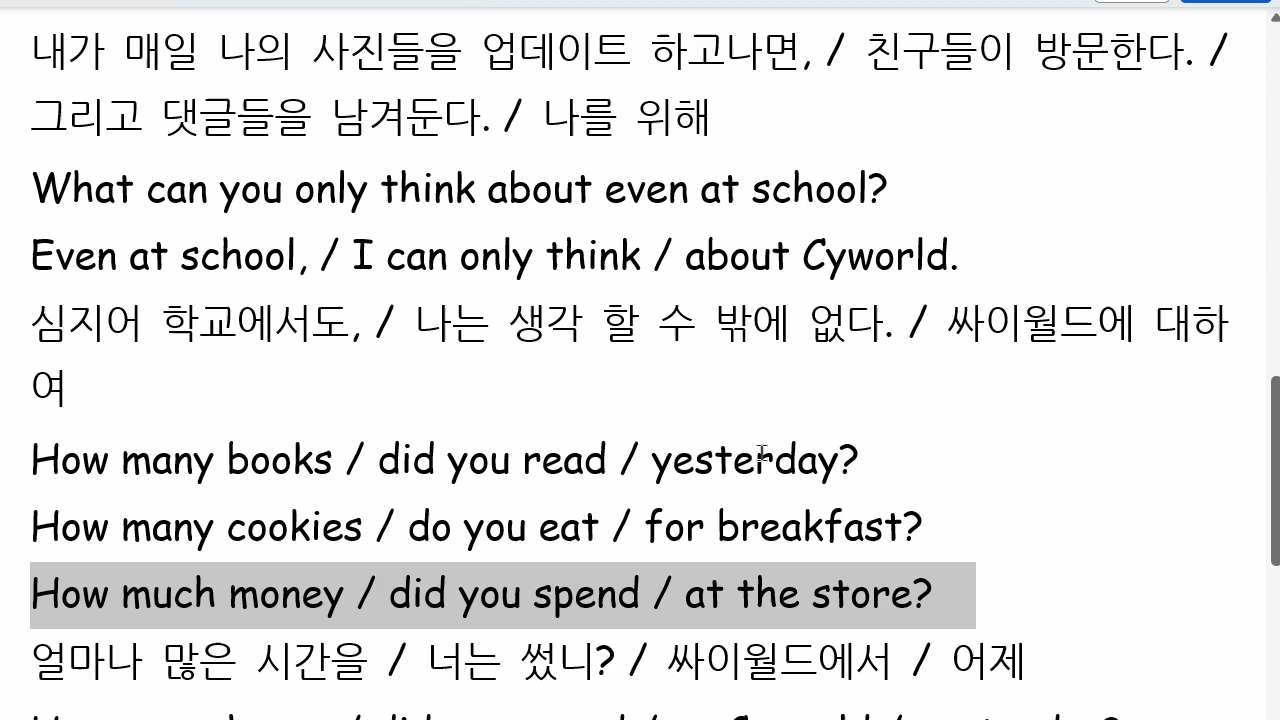 내가 매일 나의 사진들을 업데이트 하고나면, / 친구들이 방문한다. /
그리고 댓글들을 남겨둔다. / 나를 위해
What can you only think about even at school?
Even at school, / I can only think / about Cyworld.
심지어 학교에서도, / 나는 생각 할 수 밖에 없다. / 싸이월드에 대하
여
How many books / did you read / yesterday?
How many cookies / do you eat / for breakfast?
How much money / did you spend / at the store?
얼마나 많은 시간을 / 너는 썼니? / 싸이월드에서 / 어제